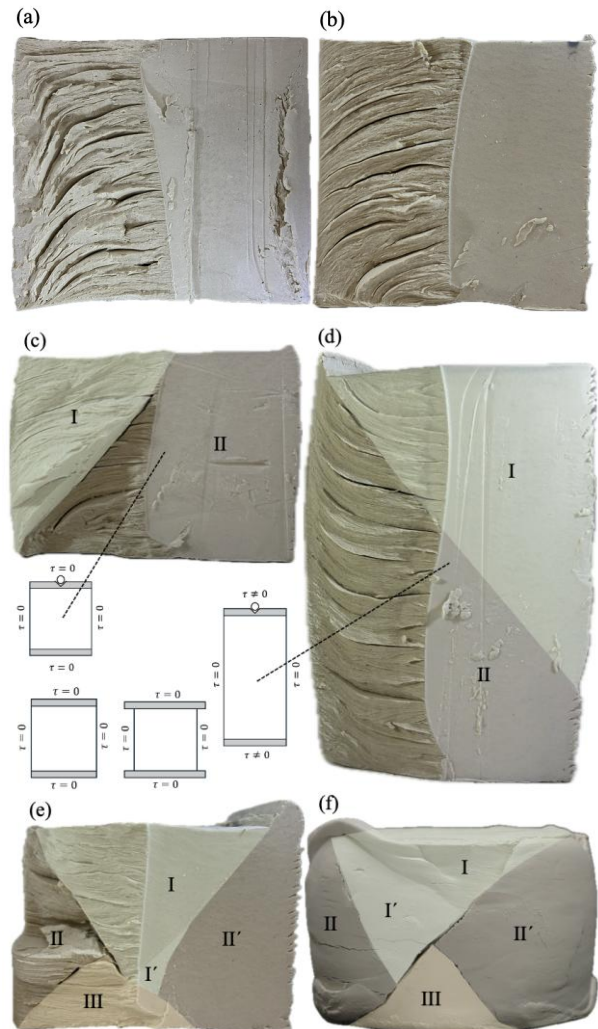 (a)
(b)
(c)
I
II
(d)
I
II
τ = 0
τ = 0
τ = 0
τ = 0
τ ≠ 0
τ = 0
τ = 0
τ ≠ 0
τ = 0
τ = 0
τ = 0
τ = 0
τ = 0
τ = 0
τ = 0
τ = 0
(e)
I
II
II´
I´
III
(f)
I
I´
II
II´
III